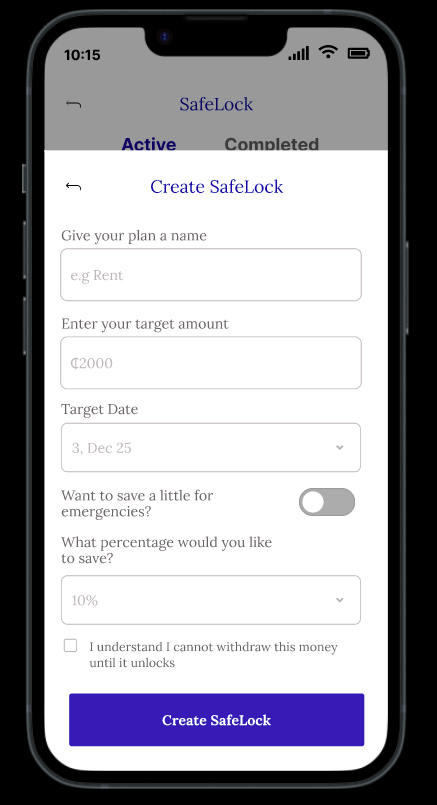 10:15
SafeLock
Active Completed
Create SafeLock
Give your plan a name
e.g Rent
Enter your target amount
₵2000
Target Date
3, Dec 25
Want to save a little for
emergencies?
What percentage would you like
to save?
10%
I understand I cannot withdraw this money
until it unlocks
Create SafeLock